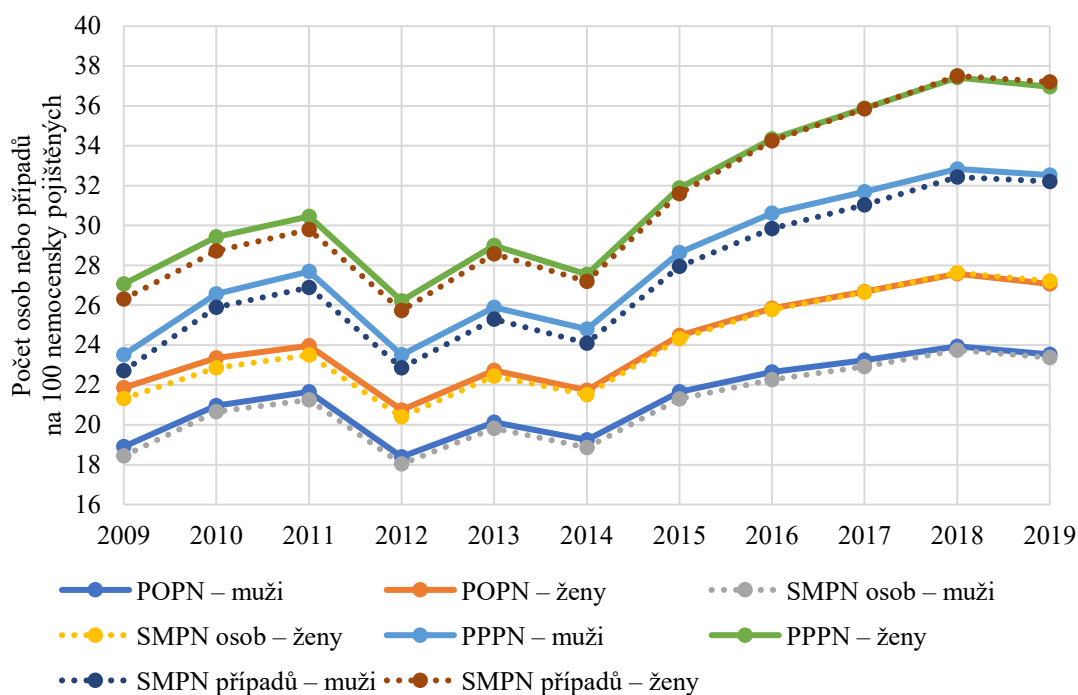 Počet osob nebo případů
na 100 nemocensky pojištěných
40
38
36
34
32
30
28
26
24
22
20
18
16
2009 2010 2011 2012 2013 2014 2015 2016 2017 2018 2019
POPN – muži POPN – ženy SMPN osob – muži
SMPN osob – ženy PPPN – muži PPPN – ženy
SMPN případů – muži SMPN případů – ženy